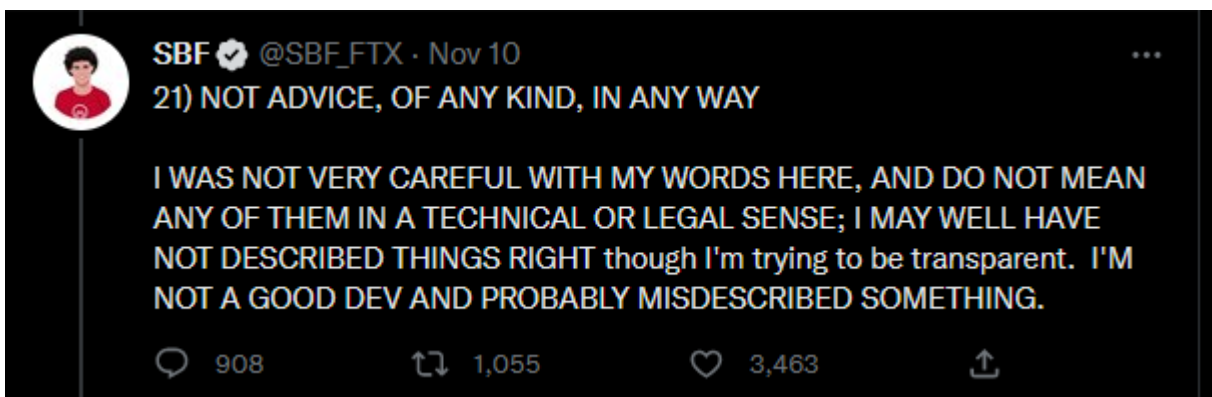 SBF @SBF_FTX · Nov 10
21) NOT ADVICE, OF ANY KIND, IN ANY WAY
I WAS NOT VERY CAREFUL WITH MY WORDS HERE, AND DO NOT MEAN
ANY OF THEM IN A TECHNICAL OR LEGAL SENSE; I MAY WELL HAVE
NOT DESCRIBED THINGS RIGHT though I'm trying to be transparent.  I'M
NOT A GOOD DEV AND PROBABLY MISDESCRIBED SOMETHING.
908 1,055 3,463